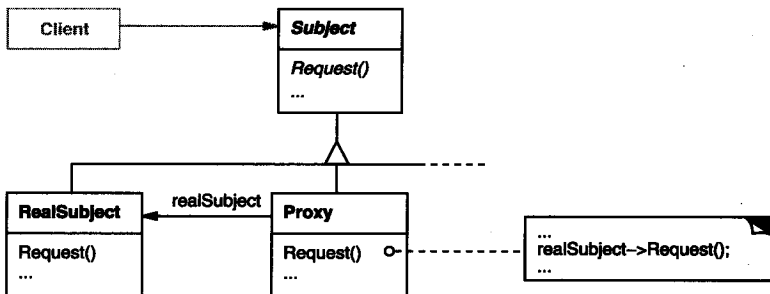 Client
Subject
Request()
...
RealSubject
realSubject
Proxy
Request()
...
Request()
...
...
realSubject->Request();
...